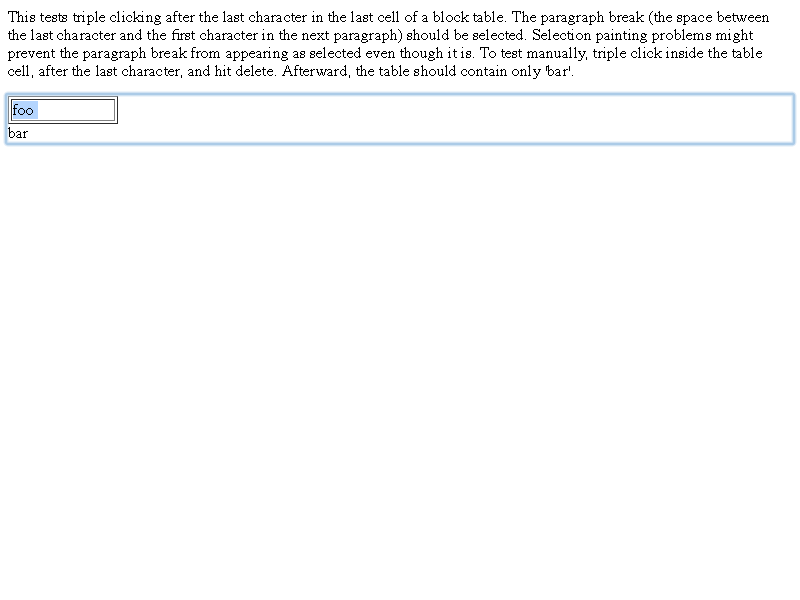 This tests triple clicking after the last character in the last cell of a block table. The paragraph break (the space between
the last character and the first character in the next paragraph) should be selected. Selection painting problems might
prevent the paragraph break from appearing as selected even though it is. To test manually, triple click inside the table
cell, after the last character, and hit delete. Afterward, the table should contain only 'bar'.
foo
bar